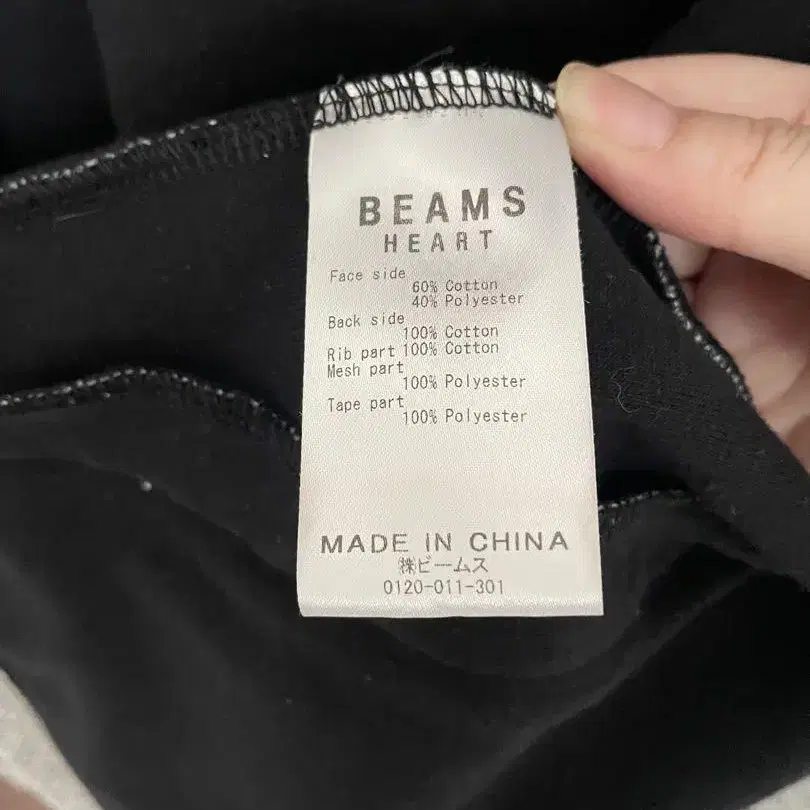 BEAMS
HEART
Face side
60% Cotton
40% Polyester
Back side
100% Cotton
Rib part 100% Cotton
Mesh part
100% Polyester
Tape part
100% Polyester
MADE IN CHINA
㈱ビームス
0120-011-301